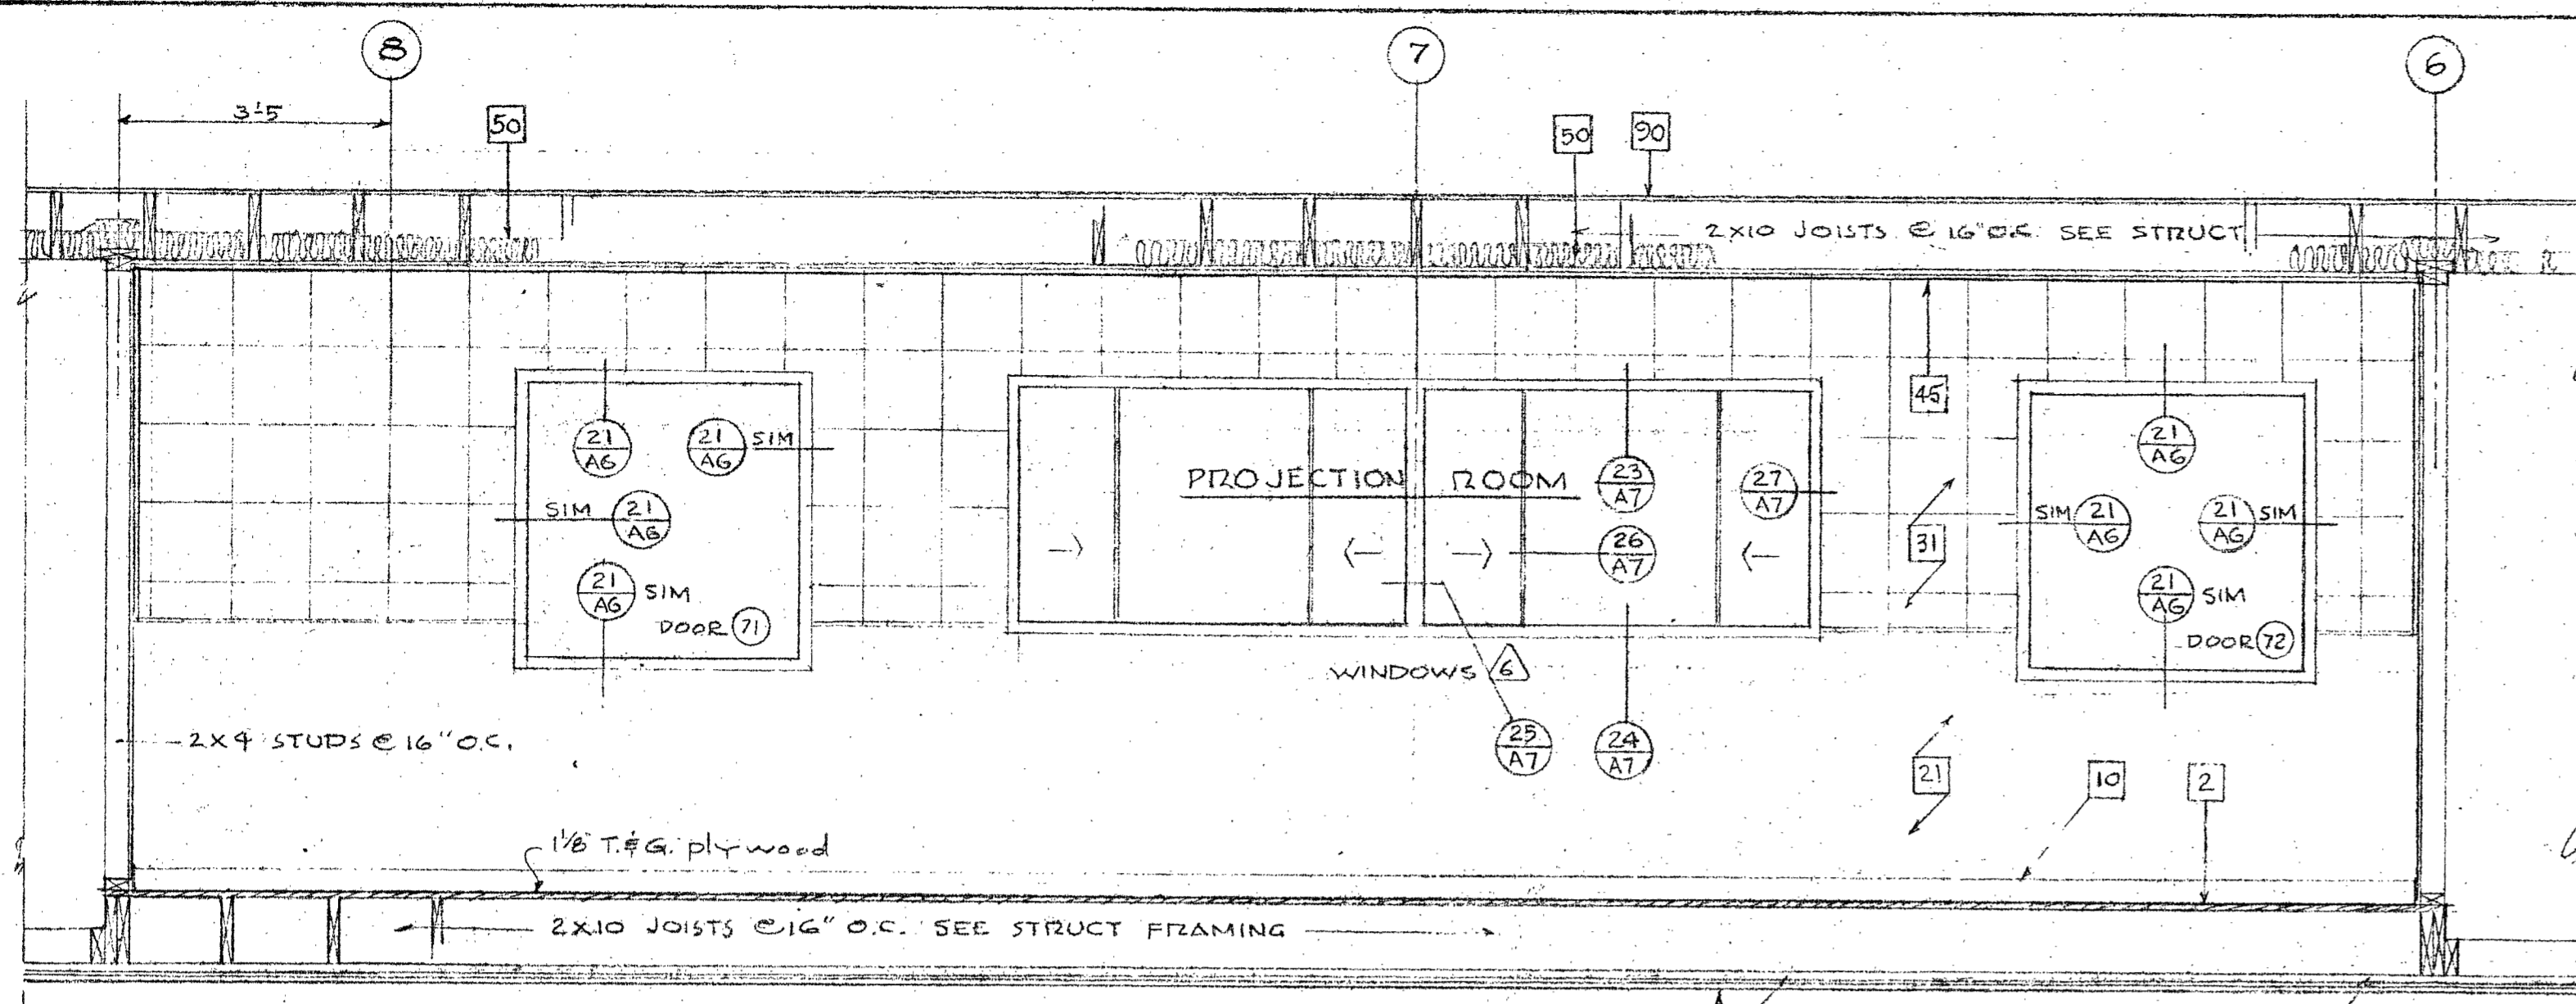 8
7
6
3'-5
50
50
90
2X10 JOISTS @ 16" O.C. SEE STRUCT
45
21
A6
21
A6
SIM
SIM
21
A6
21
A6
SIM
DOOR 71
PROJECTION ROOM
23
A7
27
A7
26
A7
31
21
A6
SIM
21
A6
21
A6
SIM
21
A6
SIM
DOOR 72
WINDOWS 6
25
A7
24
A7
2X4 STUDS @ 16" O.C.
21
10
2
1 1/8 T.&G. plywood
2X10 JOISTS @ 16" O.C. SEE STRUCT FRAMING